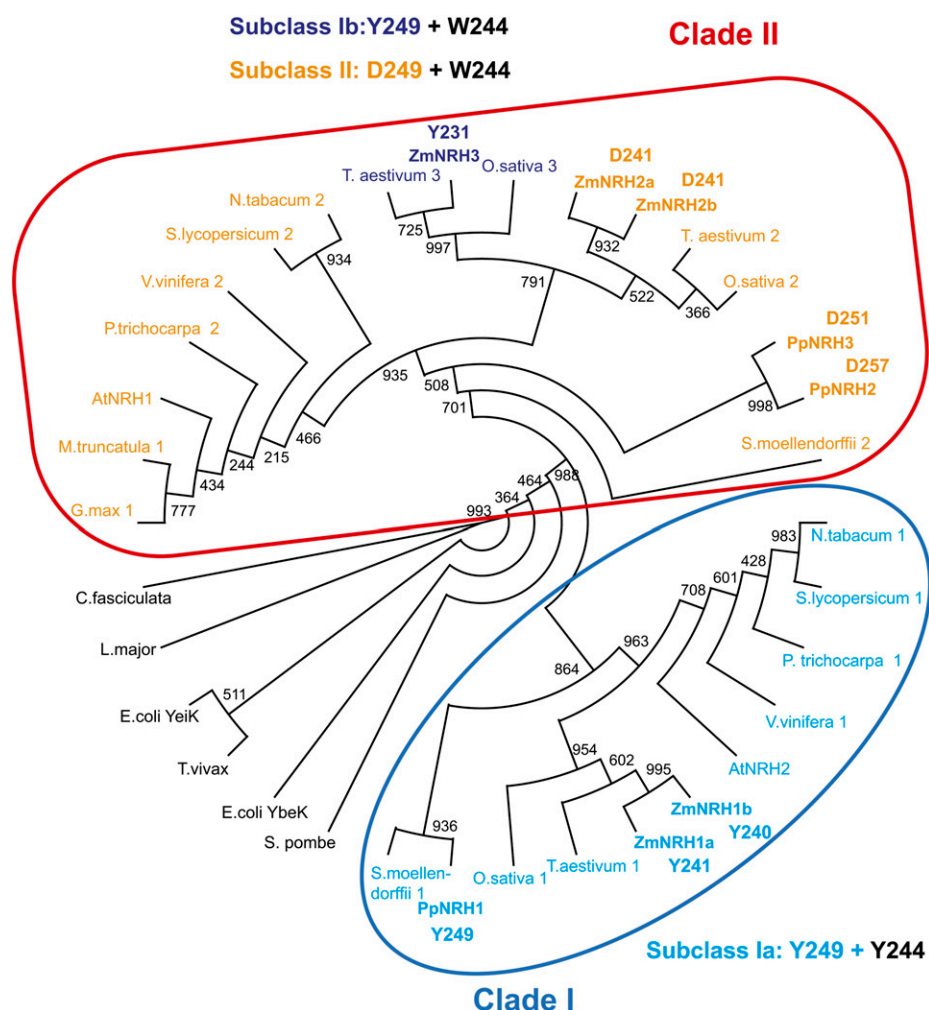 Subclass Ib:Y249 + W244
Clade II
Subclass II: D249 + W244
Y231
ZmNRH3
T. aestivum 3
O.sativa 3
D241
ZmNRH2a
D241
ZmNRH2b
N.tabacum 2
S.lycopersicum 2
T. aestivum 2
725
997
932
934
V.vinifera 2
791
522
O.sativa 2
366
P.trichocarpa 2
D251
PpNRH3
D257
PpNRH2
935
508
701
998
AtNRH1
466
215
244
434
M.truncatula 1
S.moellendorffii 2
988
464
364
993
777
G.max 1
983
N.tabacum 1
428
601
708
S.lycopersicum 1
C.fasciculata
L.major
963
864
P. trichocarpa 1
511
E.coli YeiK
V.vinifera 1
T.vivax
954
602
995
AtNRH2
E.coli YbeK
ZmNRH1b
Y240
S. pombe
936
ZmNRH1a
Y241
T.aestivum 1
O.sativa 1
S.moellen-
dorffii 1
PpNRH1
Y249
Subclass Ia: Y249 + Y244
Clade I